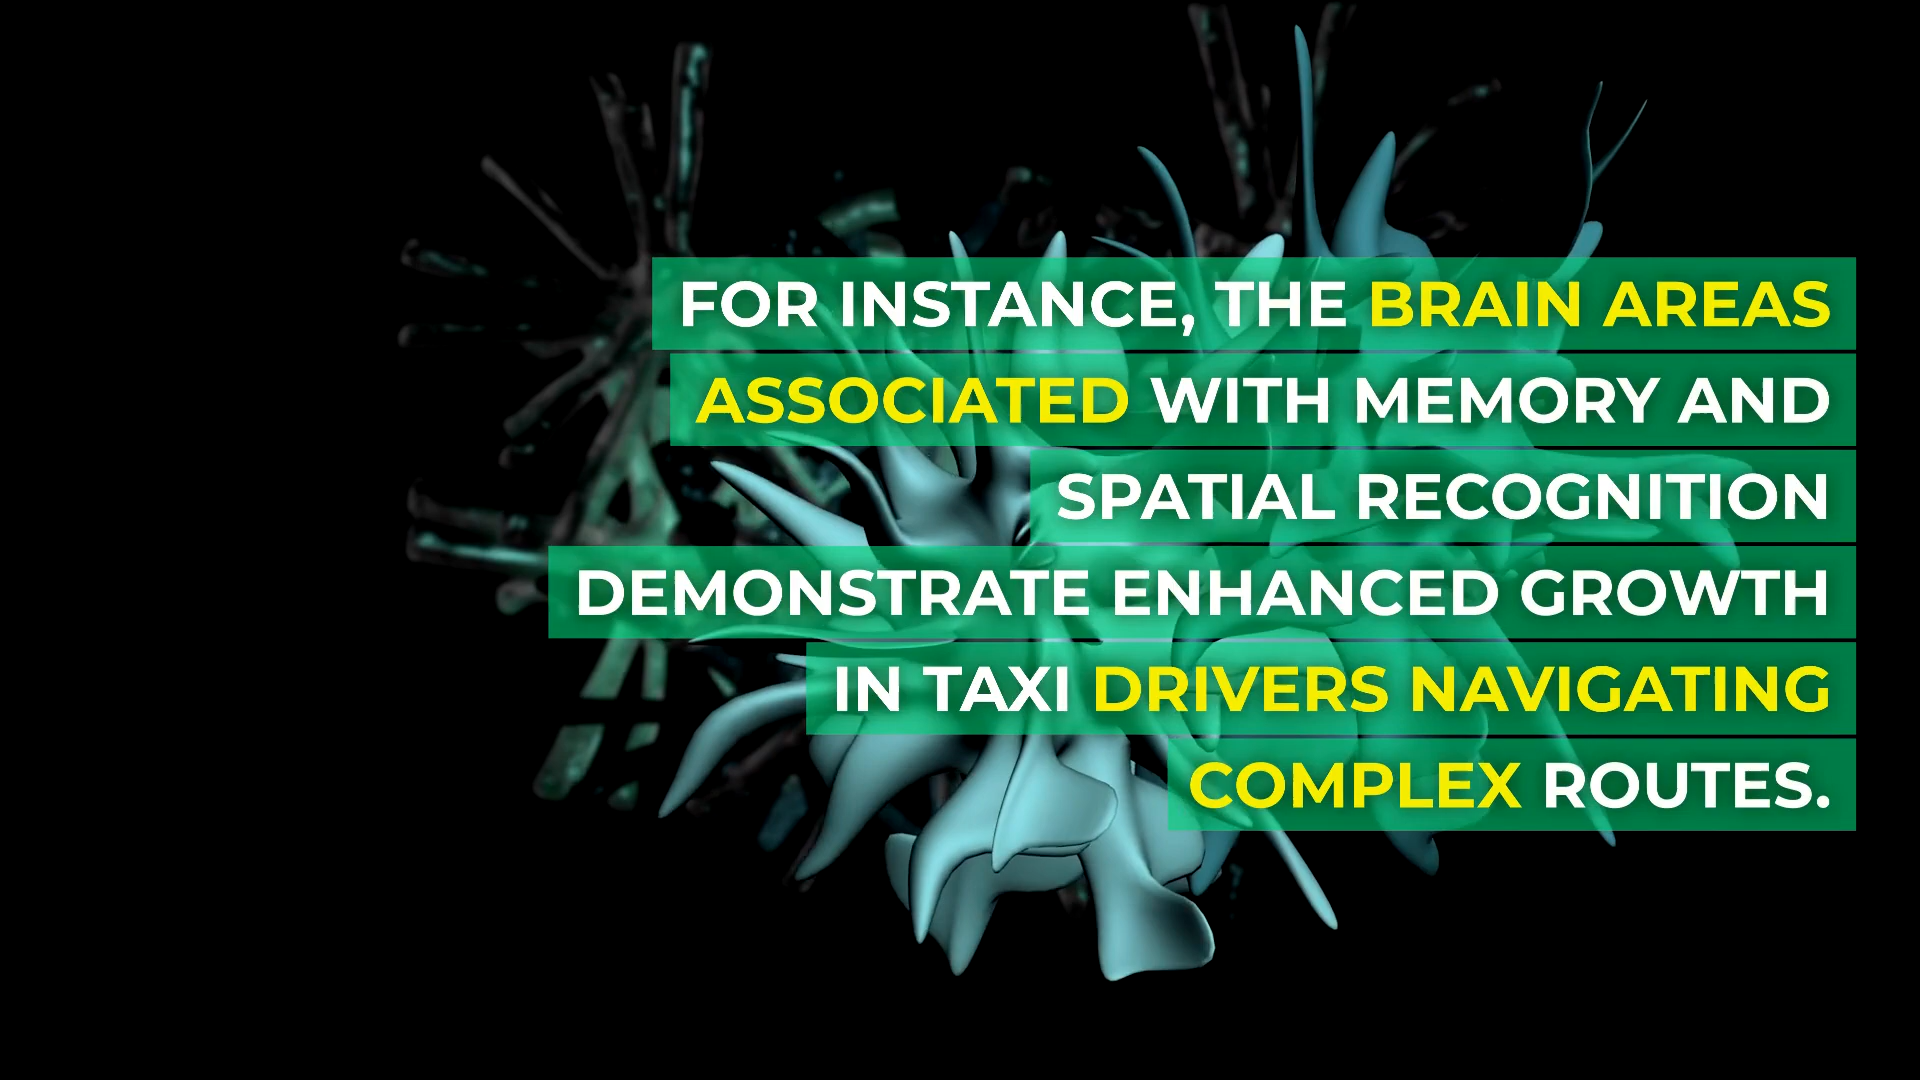 FOR INSTANCE, THE BRAIN AREAS
ASSOCIATED WITH MEMORY AND
SPATIAL RECOGNITION
DEMONSTRATE ENHANCED GROWTH
IN TAXI DRIVERS NAVIGATING
COMPLEX ROUTES.